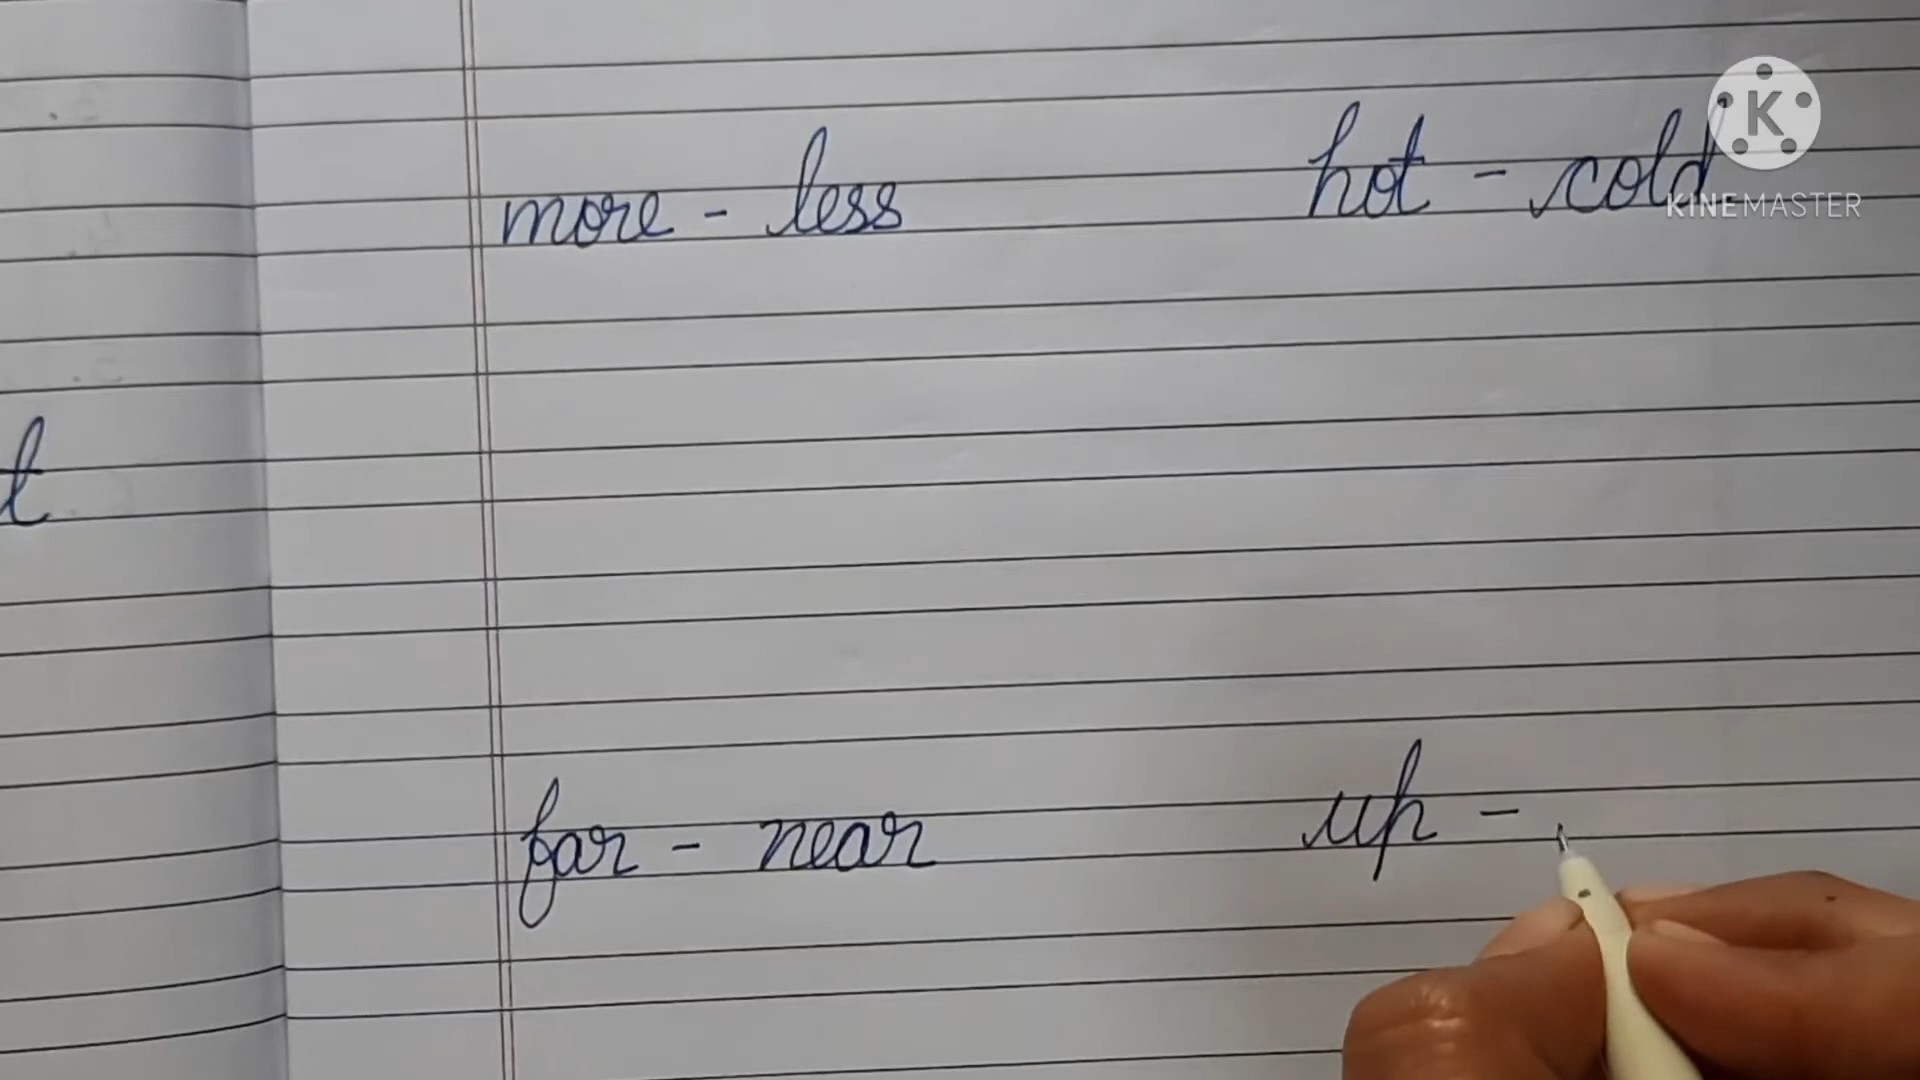 more - less hot - cold
K
KINEMASTER
t
far - near up -